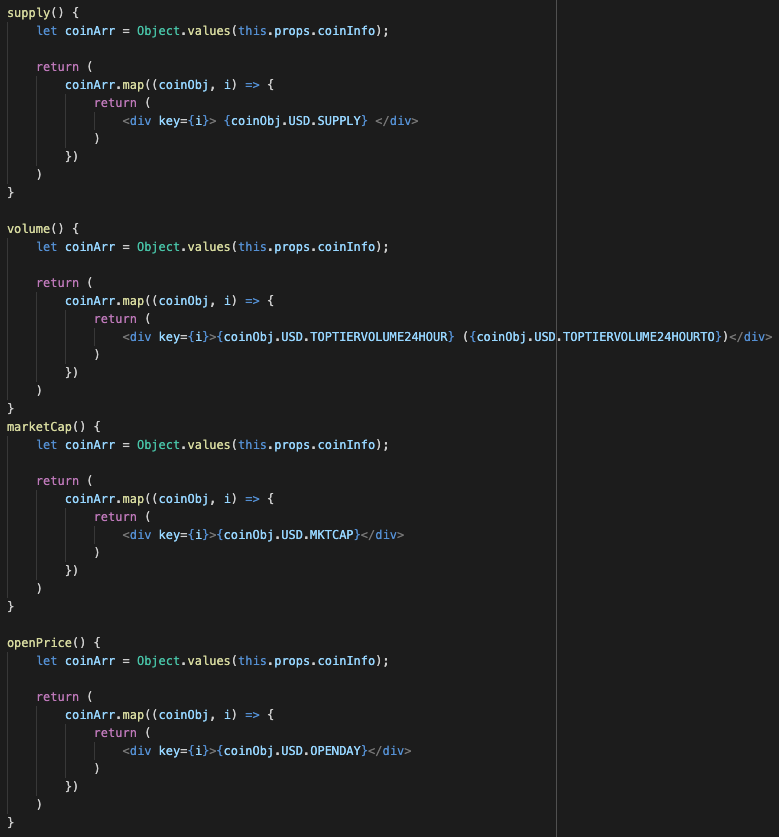 supply() {
    let coinArr = Object.values(this.props.coinInfo);

    return (
        coinArr.map((coinObj, i) => {
            return (
                <div key={i}> {coinObj.USD.SUPPLY} </div>
            )
        })
    )
}

volume() {
    let coinArr = Object.values(this.props.coinInfo);

    return (
        coinArr.map((coinObj, i) => {
            return (
                <div key={i}>{coinObj.USD.TOPTIERVOLUME24HOUR} ({coinObj.USD.TOPTIERVOLUME24HOURTO})</div>
            )
        })
    )
}
marketCap() {
    let coinArr = Object.values(this.props.coinInfo);

    return (
        coinArr.map((coinObj, i) => {
            return (
                <div key={i}>{coinObj.USD.MKTCAP}</div>
            )
        })
    )
}

openPrice() {
    let coinArr = Object.values(this.props.coinInfo);

    return (
        coinArr.map((coinObj, i) => {
            return (
                <div key={i}>{coinObj.USD.OPENDAY}</div>
            )
        })
    )
}